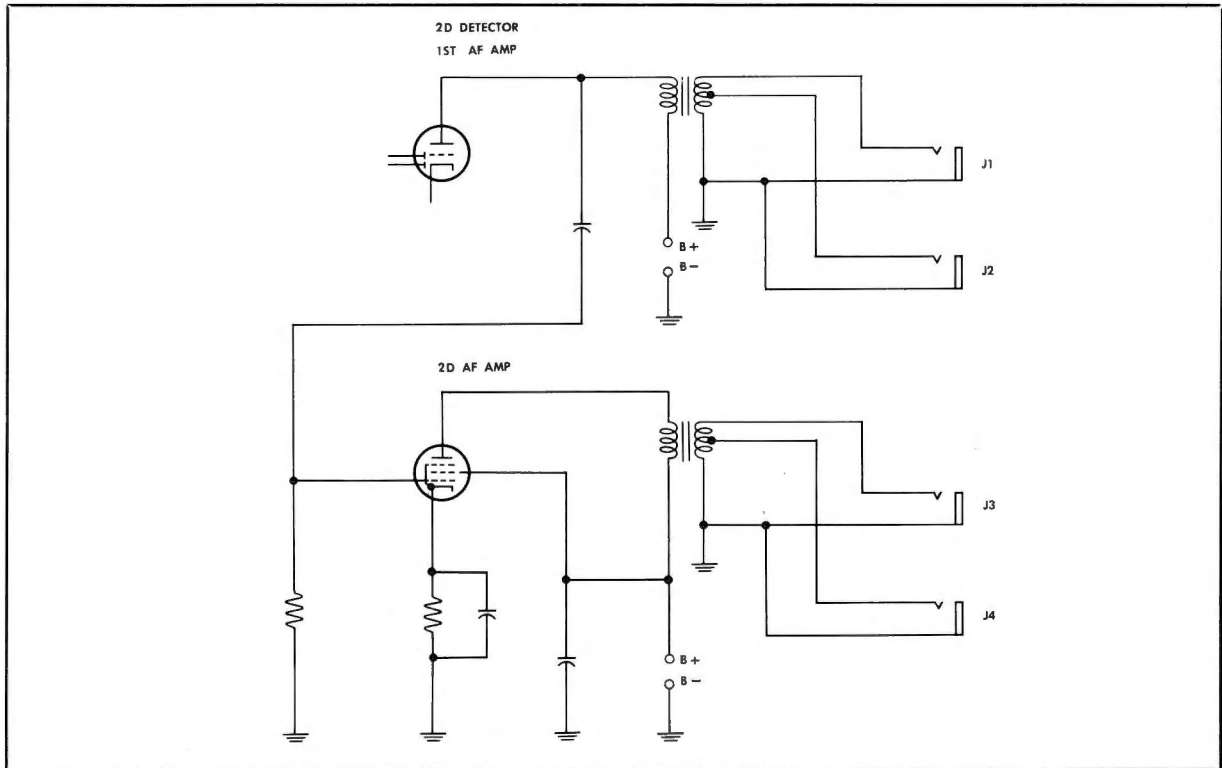 2D DETECTOR
1ST AF AMP
J1
B+
B-
J2
2D AF AMP
J3
J4
B+
B-